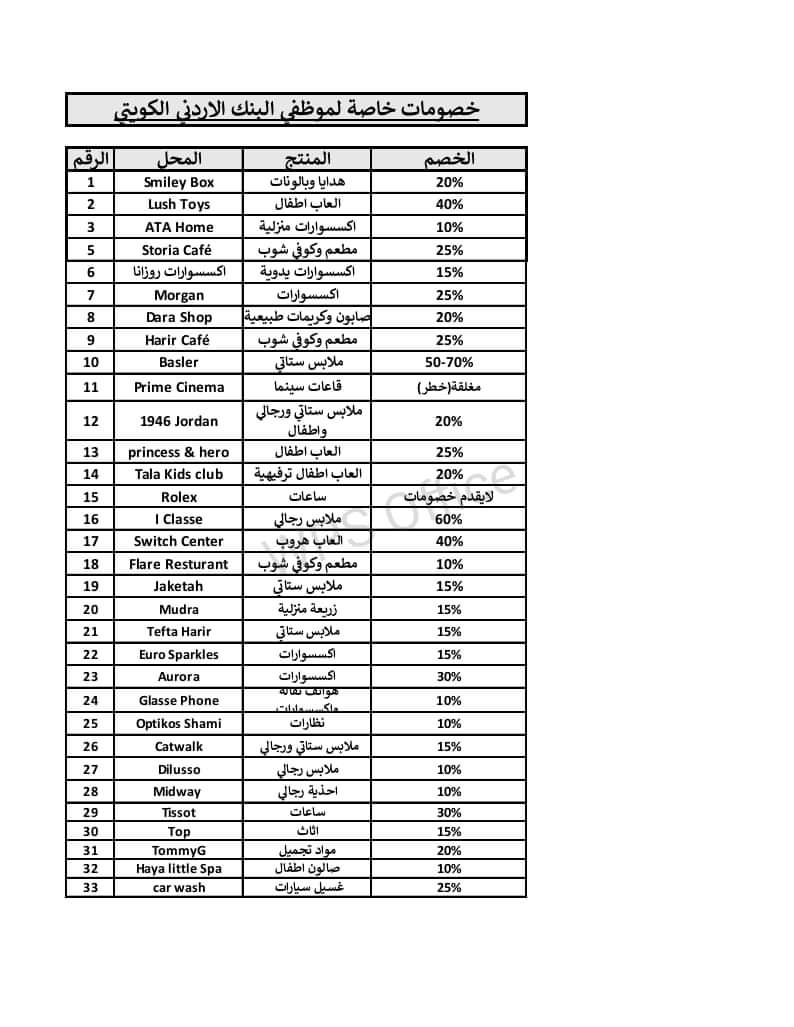 خصومات خاصة لموظفي البنك الاردني الكويتي
الرقم المحل المنتج الخصم
1 Smiley Box هدايا وبالونات 20%
2 Lush Toys العاب اطفال 40%
3 ATA Home اكسسوارات منزلية 10%
5 Storia Café مطعم وكوفي شوب 25%
6 اكسسوارات روزانا اكسسوارات يدوية 15%
7 Morgan اكسسوارات 25%
8 Dara Shop صابون وكريمات طبيعية 20%
9 Harir Café مطعم وكوفي شوب 25%
10 Basler ملابس ستاتي 50-70%
11 Prime Cinema قاعات سينما مغلقة(خطر)
12 1946 Jordan ملابس ستاتي ورجالي 20%
واطفال
13 princess & hero العاب اطفال 25%
14 Tala Kids club العاب اطفال ترفيهية 20%
15 Rolex ساعات لايقدم خصومات
16 I Classe ملابس رجالي 60%
17 Switch Center العاب هروب 40%
18 Flare Resturant مطعم وكوفي شوب 10%
19 Jaketah ملابس ستاتي 15%
20 Mudra زريعة منزلية 15%
21 Tefta Harir ملابس ستاتي 15%
22 Euro Sparkles اكسسوارات 15%
23 Aurora اكسسوارات 30%
24 Glasse Phone هواتف نقالة 10%
واكسسوارات
25 Optikos Shami نظارات 10%
26 Catwalk ملابس ستاتي ورجالي 15%
27 Dilusso ملابس رجالي 10%
28 Midway احذية رجالي 10%
29 Tissot ساعات 30%
30 Top اثاث 15%
31 TommyG مواد تجميل 20%
32 Haya little Spa صالون اطفال 10%
33 car wash غسيل سيارات 25%
WPS Office